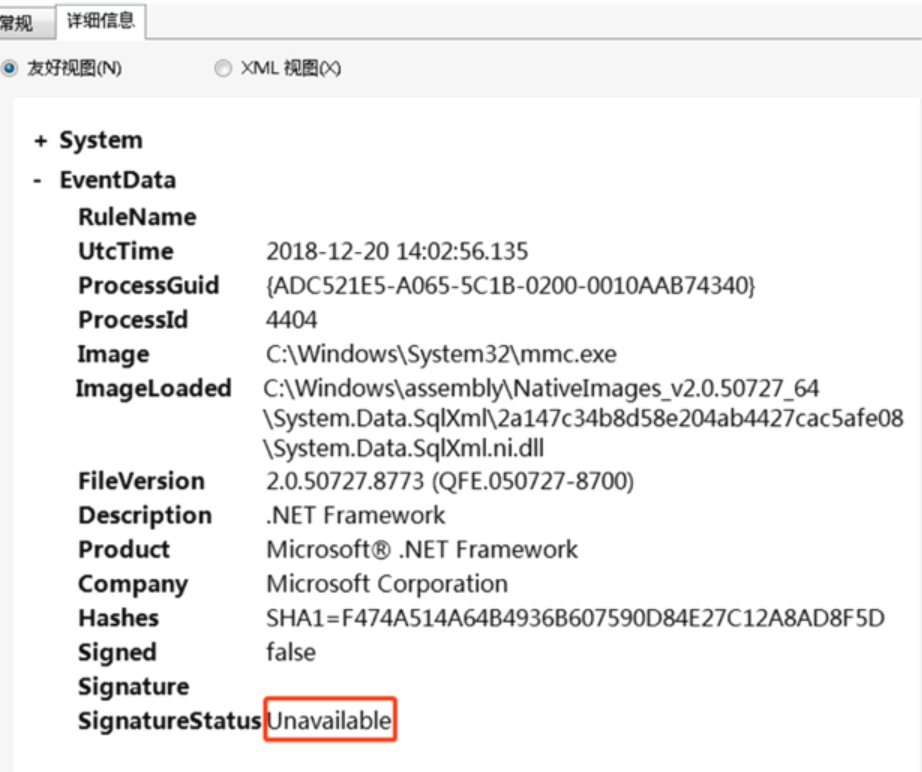 常规 详细信息
友好视图(N) XML 视图(X)
+ System
- EventData
RuleName
UtcTime 2018-12-20 14:02:56.135
ProcessGuid {ADC521E5-A065-5C1B-0200-0010AAB74340}
ProcessId 4404
Image C:\Windows\System32\mmc.exe
ImageLoaded C:\Windows\assembly\NativeImages_v2.0.50727_64
\System.Data.SqlXml\2a147c34b8d58e204ab4427cac5afe08
\System.Data.SqlXml.ni.dll
FileVersion 2.0.50727.8773 (QFE.050727-8700)
Description .NET Framework
Product Microsoft® .NET Framework
Company Microsoft Corporation
Hashes SHA1=F474A514A64B4936B607590D84E27C12A8AD8F5D
Signed false
Signature
SignatureStatus Unavailable